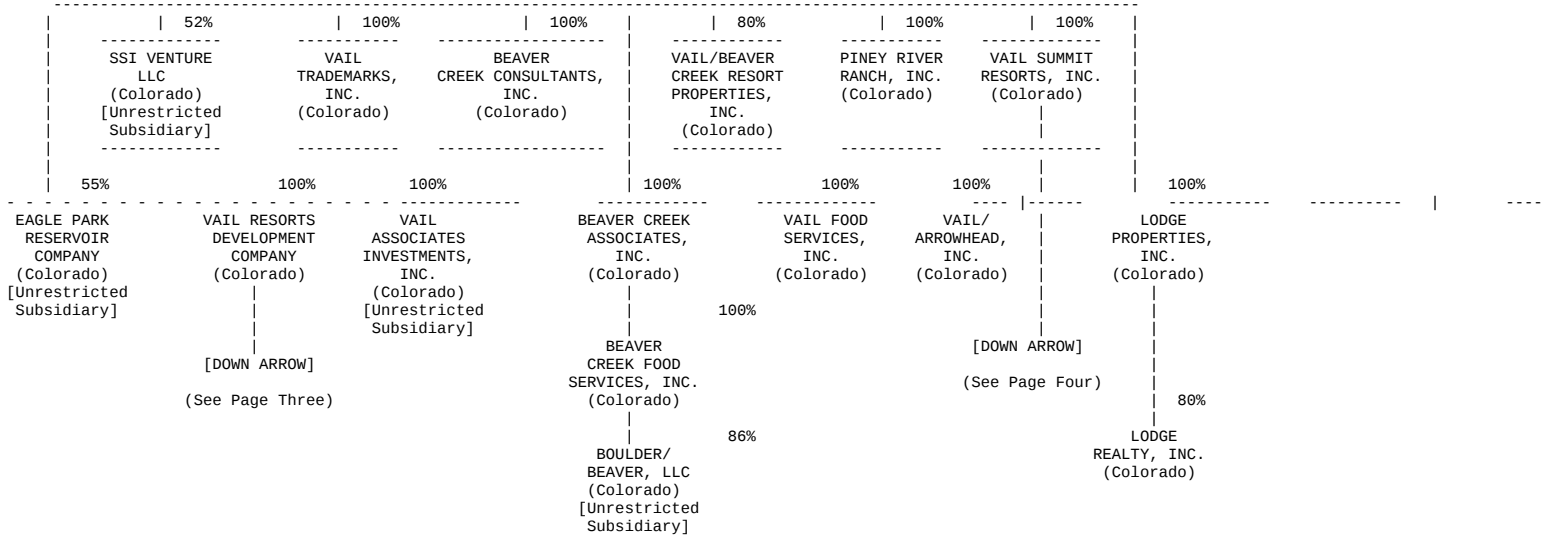 52% 100% 100% 80% 100% 100%
SSI VENTURE VAIL BEAVER VAIL/BEAVER PINEY RIVER VAIL SUMMIT
LLC TRADEMARKS, CREEK CONSULTANTS, CREEK RESORT RANCH, INC. RESORTS, INC.
(Colorado) INC. INC. PROPERTIES, (Colorado) (Colorado)
[Unrestricted (Colorado) (Colorado) INC.
Subsidiary] (Colorado)
55% 100% 100% 100% 100% 100% 100%
EAGLE PARK VAIL RESORTS VAIL BEAVER CREEK VAIL FOOD VAIL/ LODGE
RESERVOIR DEVELOPMENT ASSOCIATES ASSOCIATES, SERVICES, ARROWHEAD, PROPERTIES,
COMPANY COMPANY INVESTMENTS, INC. INC. INC. INC.
(Colorado) (Colorado) INC. (Colorado) (Colorado) (Colorado) (Colorado)
[Unrestricted (Colorado)
Subsidiary] [Unrestricted 100%
Subsidiary]
BEAVER [DOWN ARROW]
[DOWN ARROW] CREEK FOOD
SERVICES, INC. (See Page Four)
(See Page Three) (Colorado) 80%
86% LODGE
BOULDER/ REALTY, INC.
BEAVER, LLC (Colorado)
(Colorado)
[Unrestricted
Subsidiary]